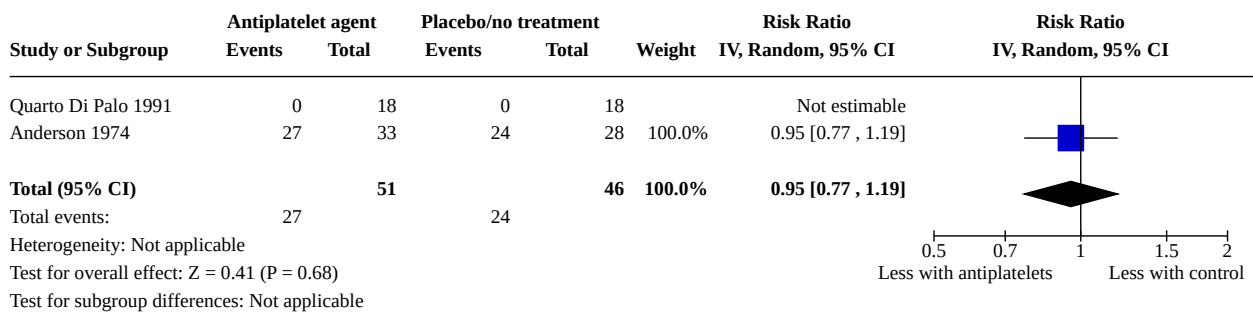 Antiplatelet agent Placebo/no treatment Risk Ratio Risk Ratio
Study or Subgroup Events Total Events Total Weight IV, Random, 95% CI IV, Random, 95% CI
Quarto Di Palo 1991 0 18 0 18 Not estimable
Anderson 1974 27 33 24 28 100.0% 0.95 [0.77 , 1.19]
Total (95% CI) 51 46 100.0% 0.95 [0.77 , 1.19]
Total events: 27 24
Heterogeneity: Not applicable
0.5 0.7 1 1.5 2
Test for overall effect: Z = 0.41 (P = 0.68) Less with antiplatelets Less with control
Test for subgroup differences: Not applicable